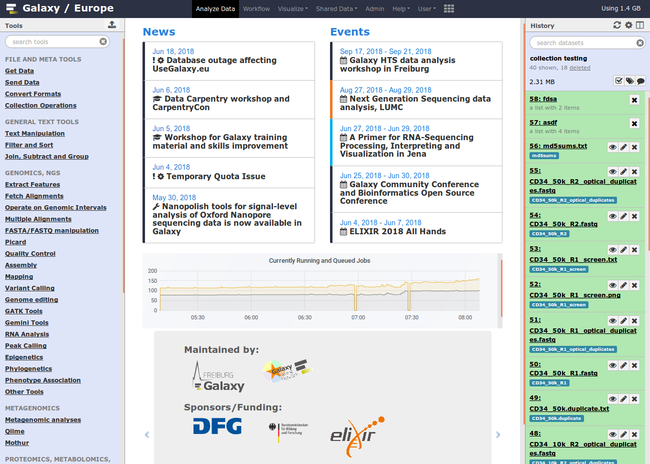 Galaxy / Europe
Analyze Data Workflow Visualize Shared Data Admin Help User
Using 1.4 GB
Tools
search tools
FILE AND META TOOLS
Get Data
Send Data
Convert Formats
Collection Operations
GENERAL TEXT TOOLS
Text Manipulation
Filter and Sort
Join, Subtract and Group
GENOMICS, NGS
Extract Features
Fetch Alignments
Operate on Genomic Intervals
Multiple Alignments
FASTA/FASTQ manipulation
Picard
Quality Control
Assembly
Mapping
Variant Calling
Genome editing
GATK Tools
Gemini Tools
RNA Analysis
Peak Calling
Epigenetics
Phylogenetics
Phenotype Association
Other Tools
METAGENOMICS
Metagenomic analyses
Qiime
Mothur
PROTEOMICS, METABOLOMICS,
News
Jun 18, 2018
Database outage affecting
UseGalaxy.eu
Jun 6, 2018
Data Carpentry workshop and
CarpentryCon
Jun 5, 2018
Workshop for Galaxy training
material and skills improvement
Jun 4, 2018
Temporary Quota Issue
May 30, 2018
Nanopolish tools for signal-
level analysis of Oxford Nanopore
sequencing data is now available in
Galaxy
Events
Sep 17, 2018 - Sep 21, 2018
Galaxy HTS data analysis
workshop in Freiburg
Aug 27, 2018 - Aug 29, 2018
Next Generation Sequencing data
analysis, LUMC
Jun 27, 2018 - Jun 29, 2018
A Primer for RNA-Sequencing
Processing, Interpreting and
Visualization in Jena
Jun 25, 2018 - Jun 30, 2018
Galaxy Community Conference
and Bioinformatics Open Source
Conference
Jun 4, 2018 - Jun 7, 2018
ELIXIR 2018 All Hands
Currently Running and Queued Jobs
200
150
100
50
0
05:30 06:00 06:30 07:00 07:30 08:00
Maintained by:
FREIBURG
Galaxy
Galaxy
Sponsors/Funding:
DFG
Bundesministerium
für Bildung
und Forschung
elixir
History
search datasets
collection testing
40 shown, 18 deleted
2.31 MB
58: fdsa
a list with 2 items
57: asdf
a list with 4 items
56: md5sums.txt
md5sums
55:
CD34_50k_R2_optical_duplicat
es.fastq
CD34_50k_R2_optical_duplicates
54:
CD34_50k_R2.fastq
CD34_50k_R2
53:
CD34_50k_R1_screen.txt
CD34_50k_R1_screen
52:
CD34_50k_R1_screen.png
CD34_50k_R1_screen
51:
CD34_50k_R1_optical_duplicat
es.fastq
CD34_50k_R1_optical_duplicates
50:
CD34_50k_R1.fastq
CD34_50k_R1
49:
CD34_50k.duplicate.txt
CD34_50k.duplicate
48:
CD34_10k_R2_optical_duplicat
es.fastq